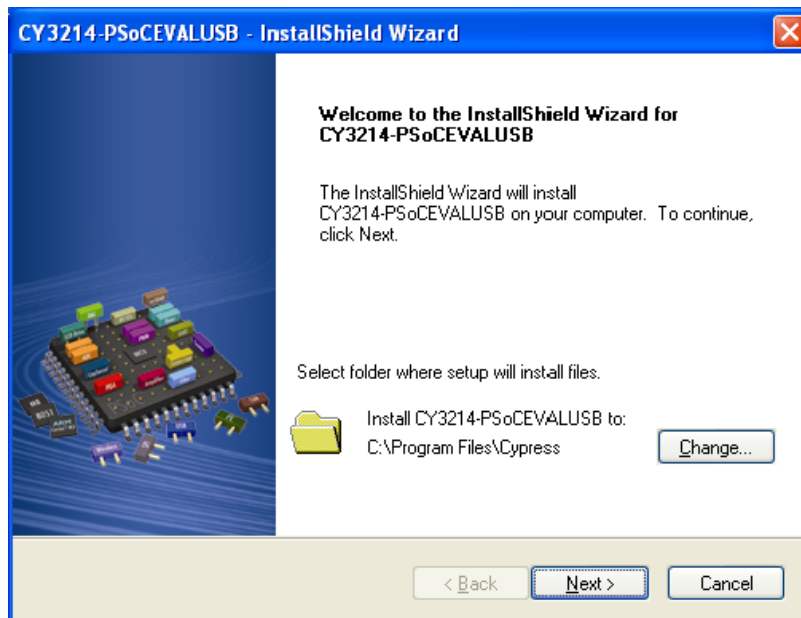 CY3214-PSoCEVALUSB - InstallShield Wizard
Welcome to the InstallShield Wizard for
CY3214-PSoCEVALUSB
The InstallShield Wizard will install
CY3214-PSoCEVALUSB on your computer. To continue,
click Next.
Select folder where setup will install files.
Install CY3214-PSoCEVALUSB to:
C:\Program Files\Cypress
Change...
< Back
Next >
Cancel